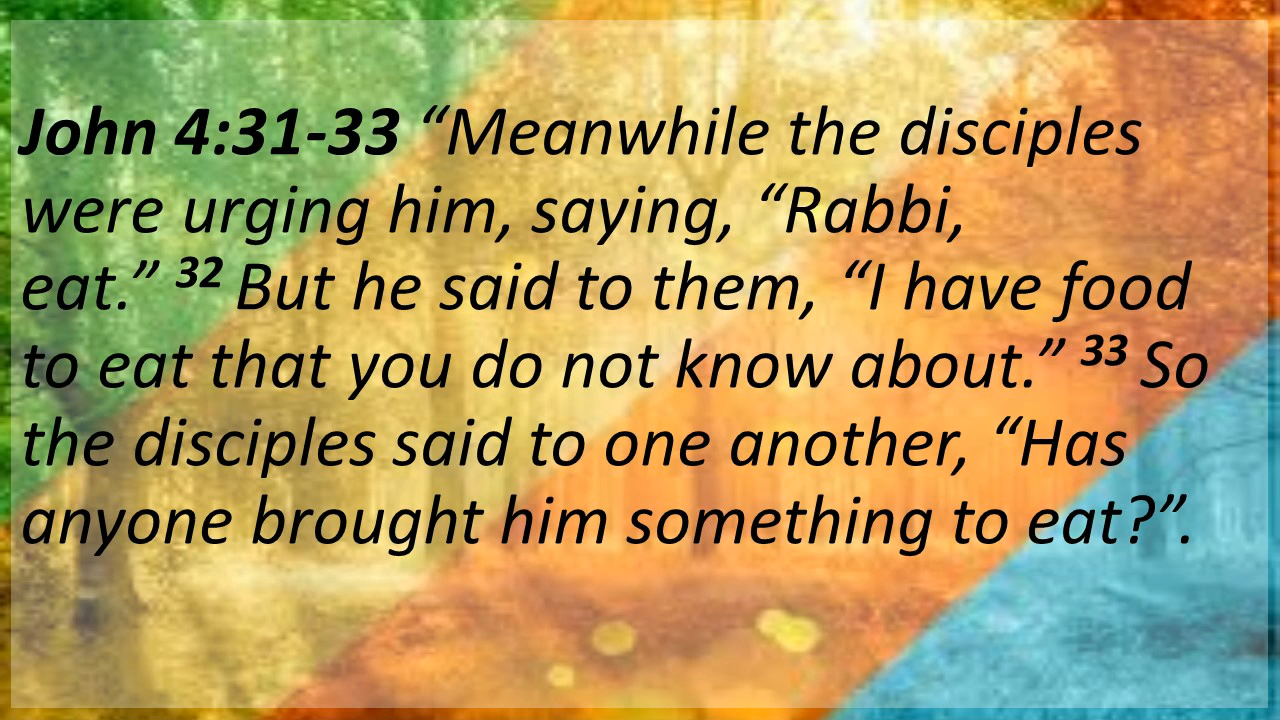 John 4:31-33 “Meanwhile the disciples
were urging him, saying, “Rabbi,
eat.” 32 But he said to them, “I have food
to eat that you do not know about.” 33 So
the disciples said to one another, “Has
anyone brought him something to eat?”.